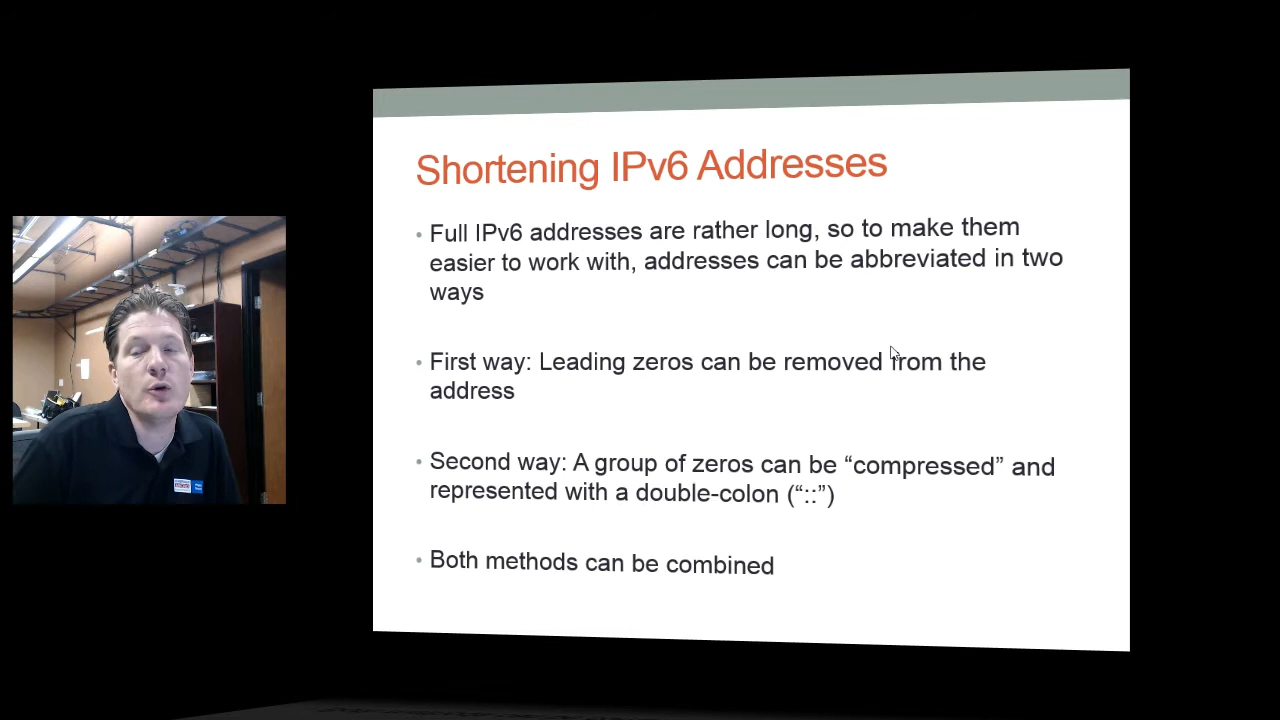 Shortening IPv6 Addresses
• Full IPv6 addresses are rather long, so to make them
easier to work with, addresses can be abbreviated in two
ways
• First way: Leading zeros can be removed from the
address
• Second way: A group of zeros can be “compressed” and
represented with a double-colon (“::”)
• Both methods can be combined